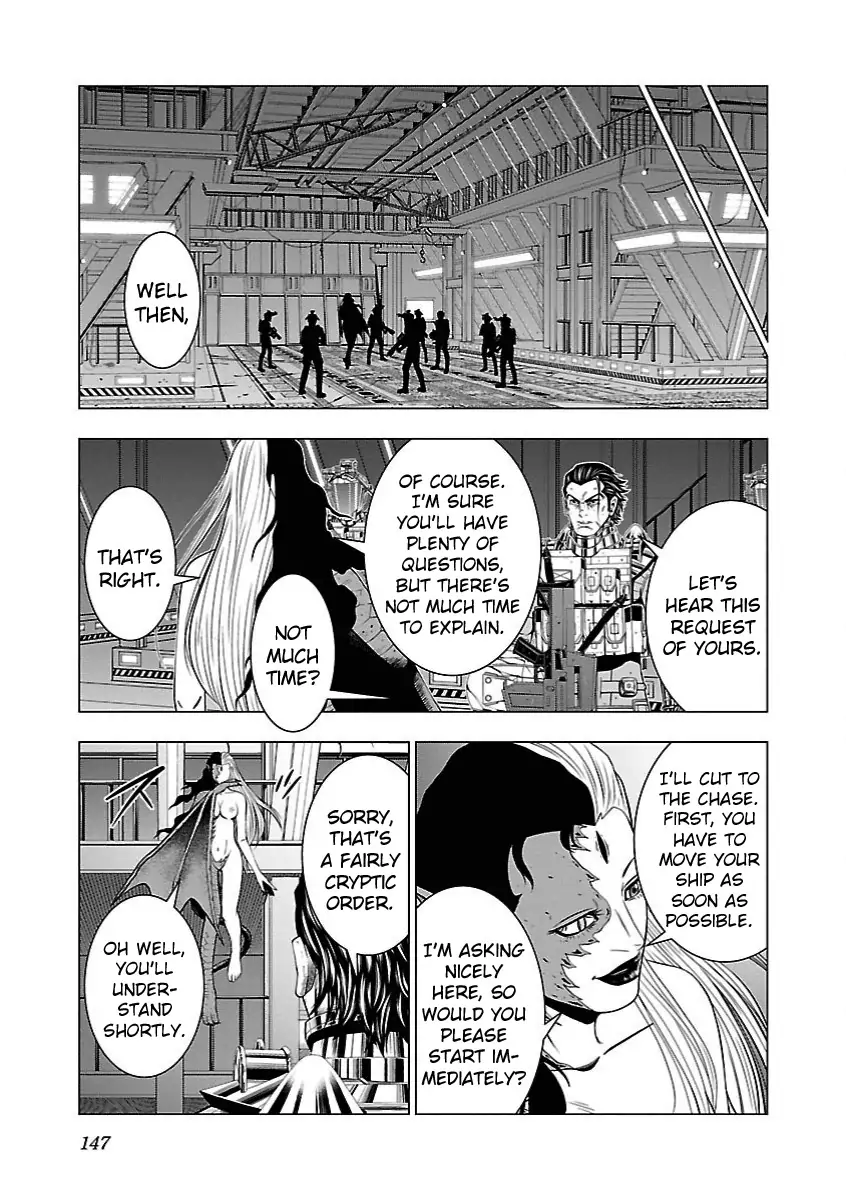 WELL
THEN,
LET'S
HEAR THIS
REQUEST
OF YOURS.
OF COURSE.
I'M SURE
YOU'LL HAVE
PLENTY OF
QUESTIONS,
BUT THERE'S
NOT MUCH TIME
TO EXPLAIN.
NOT
MUCH
TIME?
THAT'S
RIGHT.
I'LL CUT TO
THE CHASE.
FIRST, YOU
HAVE TO
MOVE YOUR
SHIP AS
SOON AS
POSSIBLE.
I'M ASKING
NICELY
HERE, SO
WOULD YOU
PLEASE
START IM-
MEDIATELY?
SORRY,
THAT'S
A FAIRLY
CRYPTIC
ORDER.
OH WELL,
YOU'LL
UNDER-
STAND
SHORTLY.
147